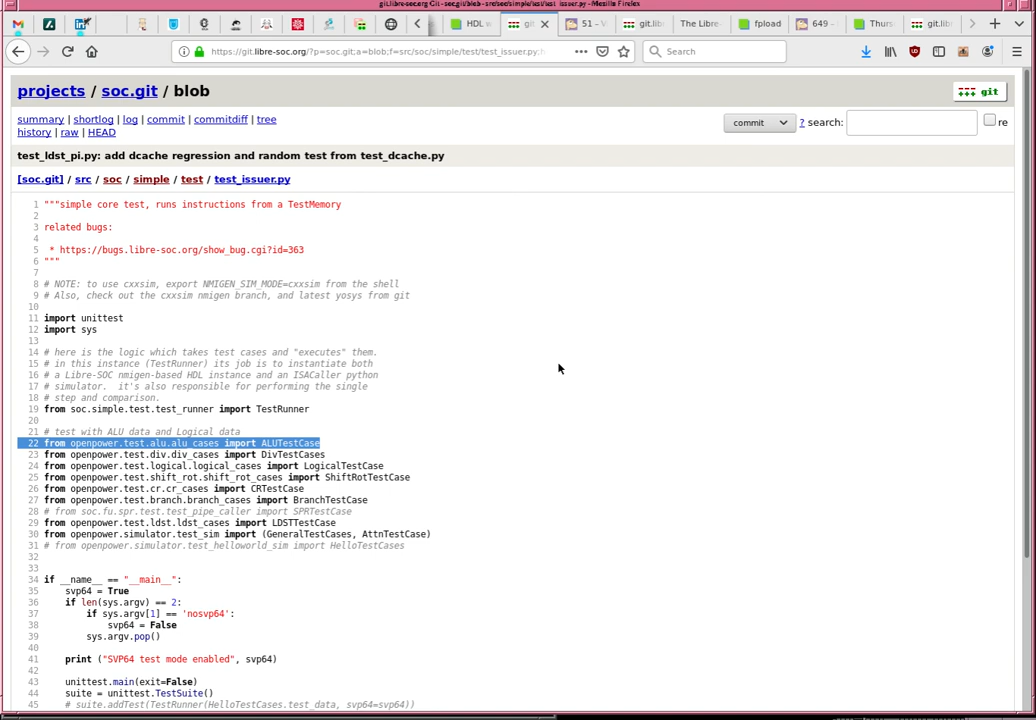 git.libre-soc.org Git - soc.git/blob - src/soc/simple/test/test_issuer.py - Mozilla Firefox
HDL w
git.lib
51 - V
git.lib
The Libre-
fpload
649 -
Thurs
git.lib
https://git.libre-soc.org/?p=soc.git;a=blob;f=src/soc/simple/test/test_issuer.py;h
Search
projects / soc.git / blob
git
summary | shortlog | log | commit | commitdiff | tree
history | raw | HEAD
commit ? search: re
test_ldst_pi.py: add dcache regression and random test from test_dcache.py
[soc.git] / src / soc / simple / test / test_issuer.py
1 """simple core test, runs instructions from a TestMemory
2
3 related bugs:
4
5  * https://bugs.libre-soc.org/show_bug.cgi?id=363
6 """
7
8 # NOTE: to use cxxsim, export NMIGEN_SIM_MODE=cxxsim from the shell
9 # Also, check out the cxxsim nmigen branch, and latest yosys from git
10
11 import unittest
12 import sys
13
14 # here is the logic which takes test cases and "executes" them.
15 # in this instance (TestRunner) its job is to instantiate both
16 # a Libre-SOC nmigen-based HDL instance and an ISACaller python
17 # simulator.  it's also responsible for performing the single
18 # step and comparison.
19 from soc.simple.test.test_runner import TestRunner
20
21 # test with ALU data and Logical data
22 from openpower.test.alu.alu_cases import ALUTestCase
23 from openpower.test.div.div_cases import DivTestCases
24 from openpower.test.logical.logical_cases import LogicalTestCase
25 from openpower.test.shift_rot.shift_rot_cases import ShiftRotTestCase
26 from openpower.test.cr.cr_cases import CRTestCase
27 from openpower.test.branch.branch_cases import BranchTestCase
28 # from soc.fu.spr.test.test_pipe_caller import SPRTestCase
29 from openpower.test.ldst.ldst_cases import LDSTTestCase
30 from openpower.simulator.test_sim import (GeneralTestCases, AttnTestCase)
31 # from openpower.simulator.test_helloworld_sim import HelloTestCases
32
33
34 if __name__ == "__main__":
35     svp64 = True
36     if len(sys.argv) == 2:
37         if sys.argv[1] == 'nosvp64':
38             svp64 = False
39         sys.argv.pop()
40
41     print ("SVP64 test mode enabled", svp64)
42
43     unittest.main(exit=False)
44     suite = unittest.TestSuite()
45     # suite.addTest(TestRunner(HelloTestCases.test_data, svp64=svp64))